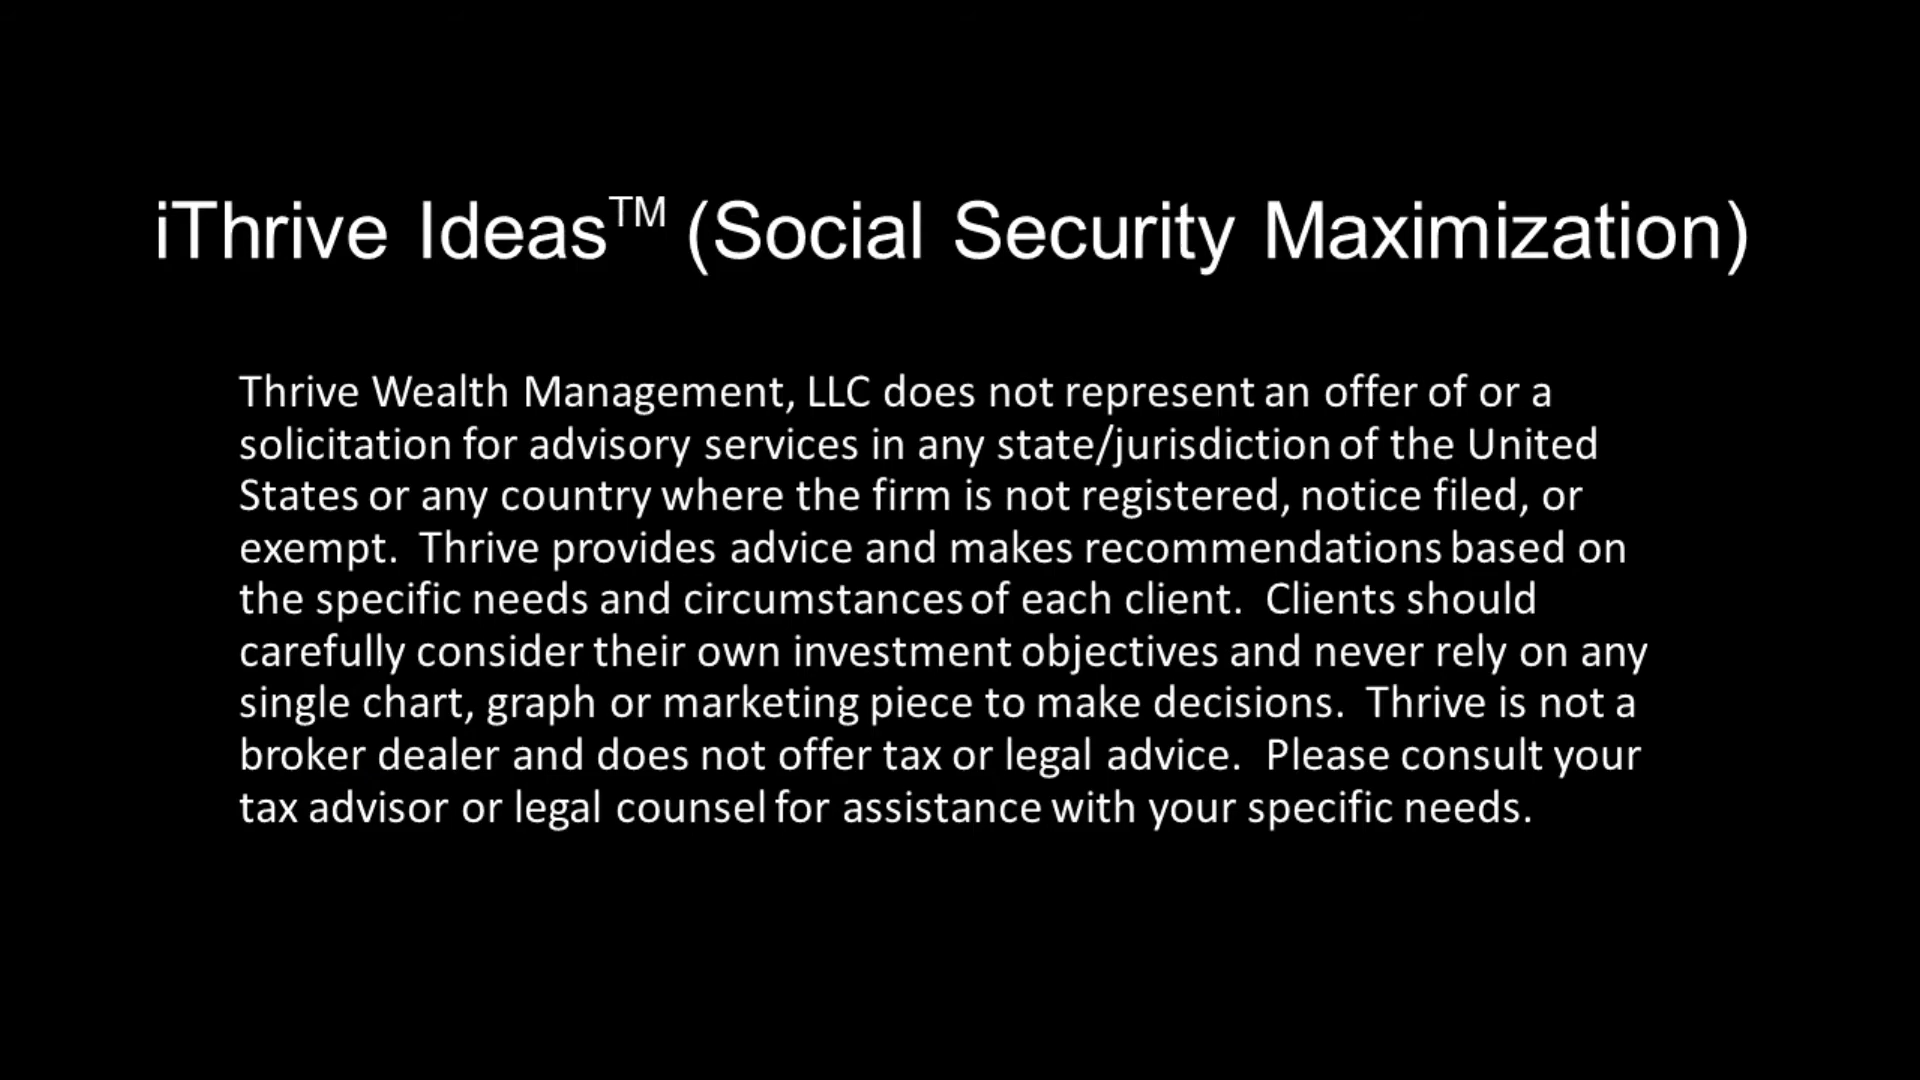 iThrive Ideas™ (Social Security Maximization)
Thrive Wealth Management, LLC does not represent an offer of or a
solicitation for advisory services in any state/jurisdiction of the United
States or any country where the firm is not registered, notice filed, or
exempt.  Thrive provides advice and makes recommendations based on
the specific needs and circumstances of each client.  Clients should
carefully consider their own investment objectives and never rely on any
single chart, graph or marketing piece to make decisions.  Thrive is not a
broker dealer and does not offer tax or legal advice.  Please consult your
tax advisor or legal counsel for assistance with your specific needs.